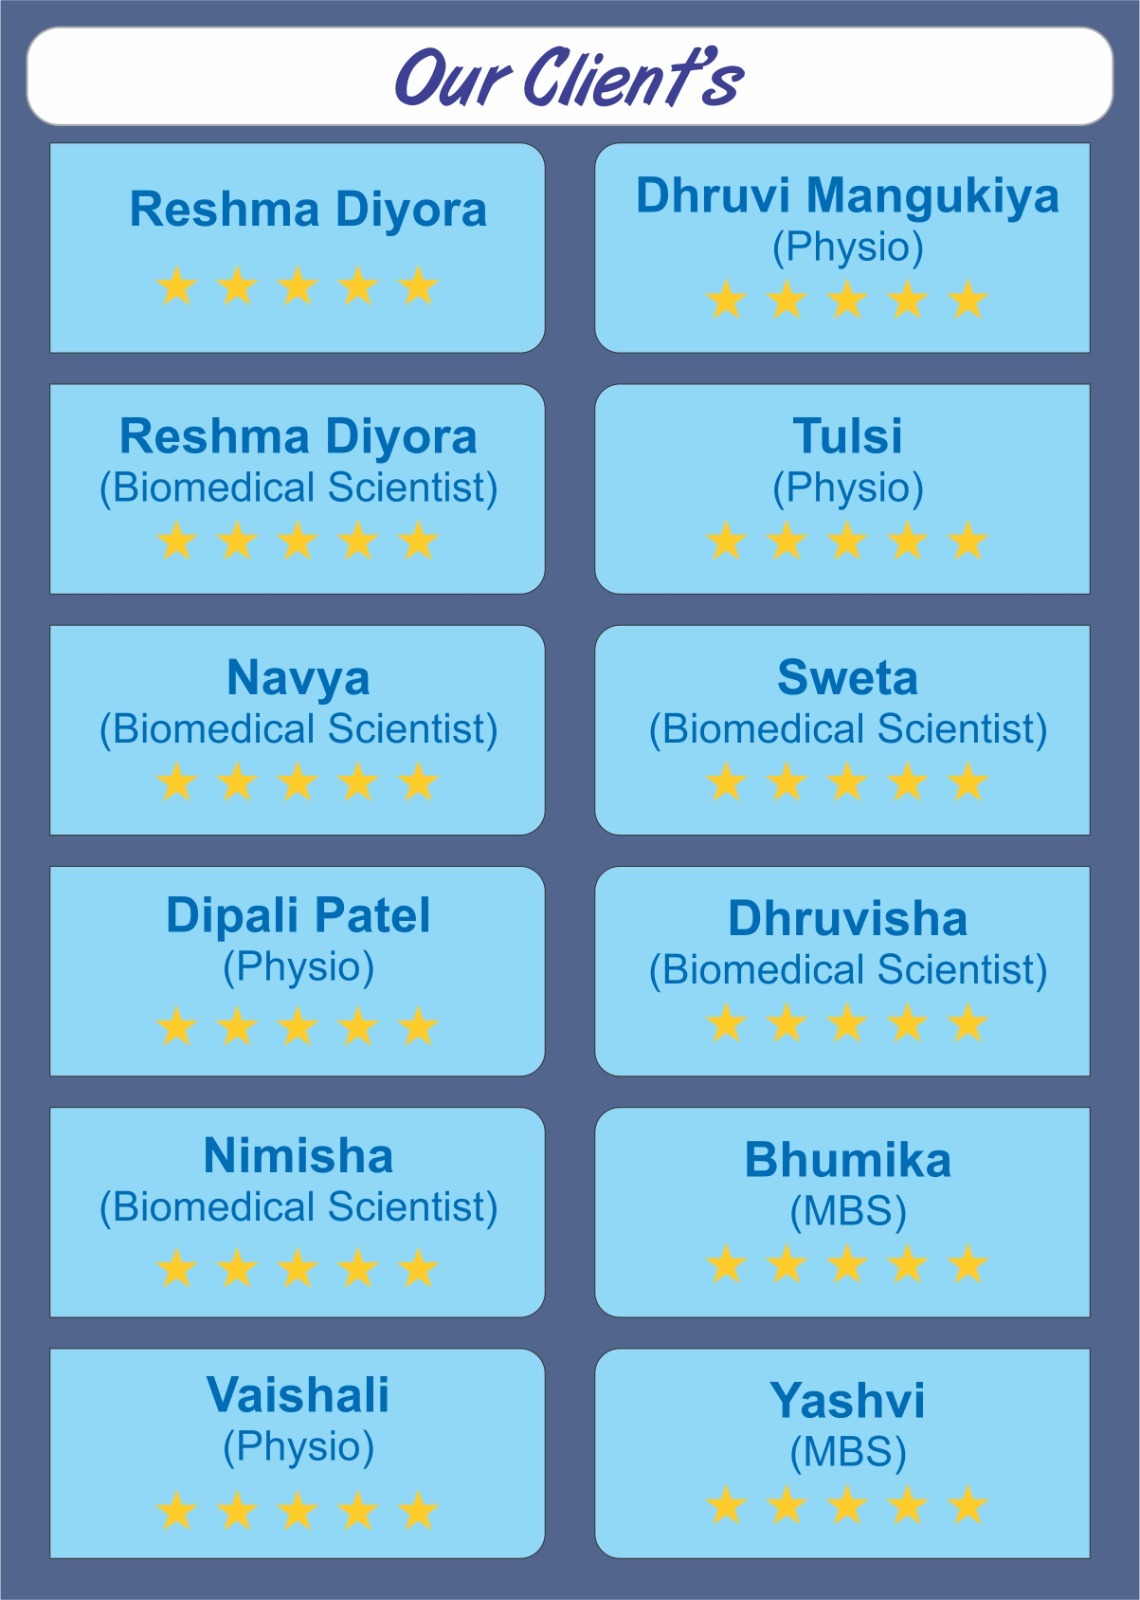 Our Client's
Reshma Diyora
Dhruvi Mangukiya
(Physio)
Reshma Diyora
(Biomedical Scientist)
Tulsi
(Physio)
Navya
(Biomedical Scientist)
Sweta
(Biomedical Scientist)
Dipali Patel
(Physio)
Dhruvisha
(Biomedical Scientist)
Nimisha
(Biomedical Scientist)
Bhumika
(MBS)
Vaishali
(Physio)
Yashvi
(MBS)